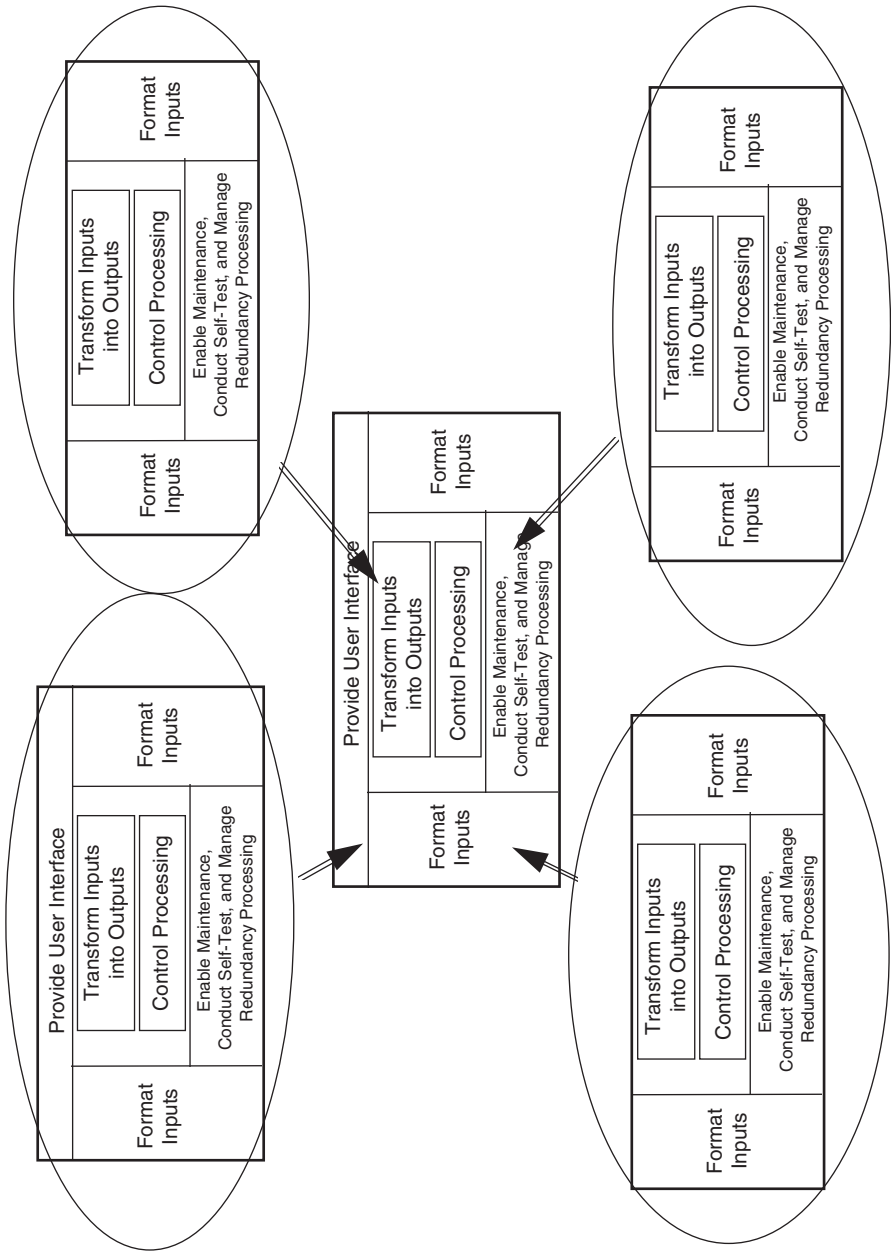 Provide User Interface
Format
Inputs
Transform Inputs
into Outputs
Control Processing
Enable Maintenance,
Conduct Self-Test, and Manage
Redundancy Processing
Format
Inputs
Format
Inputs
Transform Inputs
into Outputs
Control Processing
Enable Maintenance,
Conduct Self-Test, and Manage
Redundancy Processing
Format
Inputs
Provide User Interface
Format
Inputs
Transform Inputs
into Outputs
Control Processing
Enable Maintenance,
Conduct Self-Test, and Manage
Redundancy Processing
Format
Inputs
Format
Inputs
Transform Inputs
into Outputs
Control Processing
Enable Maintenance,
Conduct Self-Test, and Manage
Redundancy Processing
Format
Inputs
Format
Inputs
Transform Inputs
into Outputs
Control Processing
Enable Maintenance,
Conduct Self-Test, and Manage
Redundancy Processing
Format
Inputs